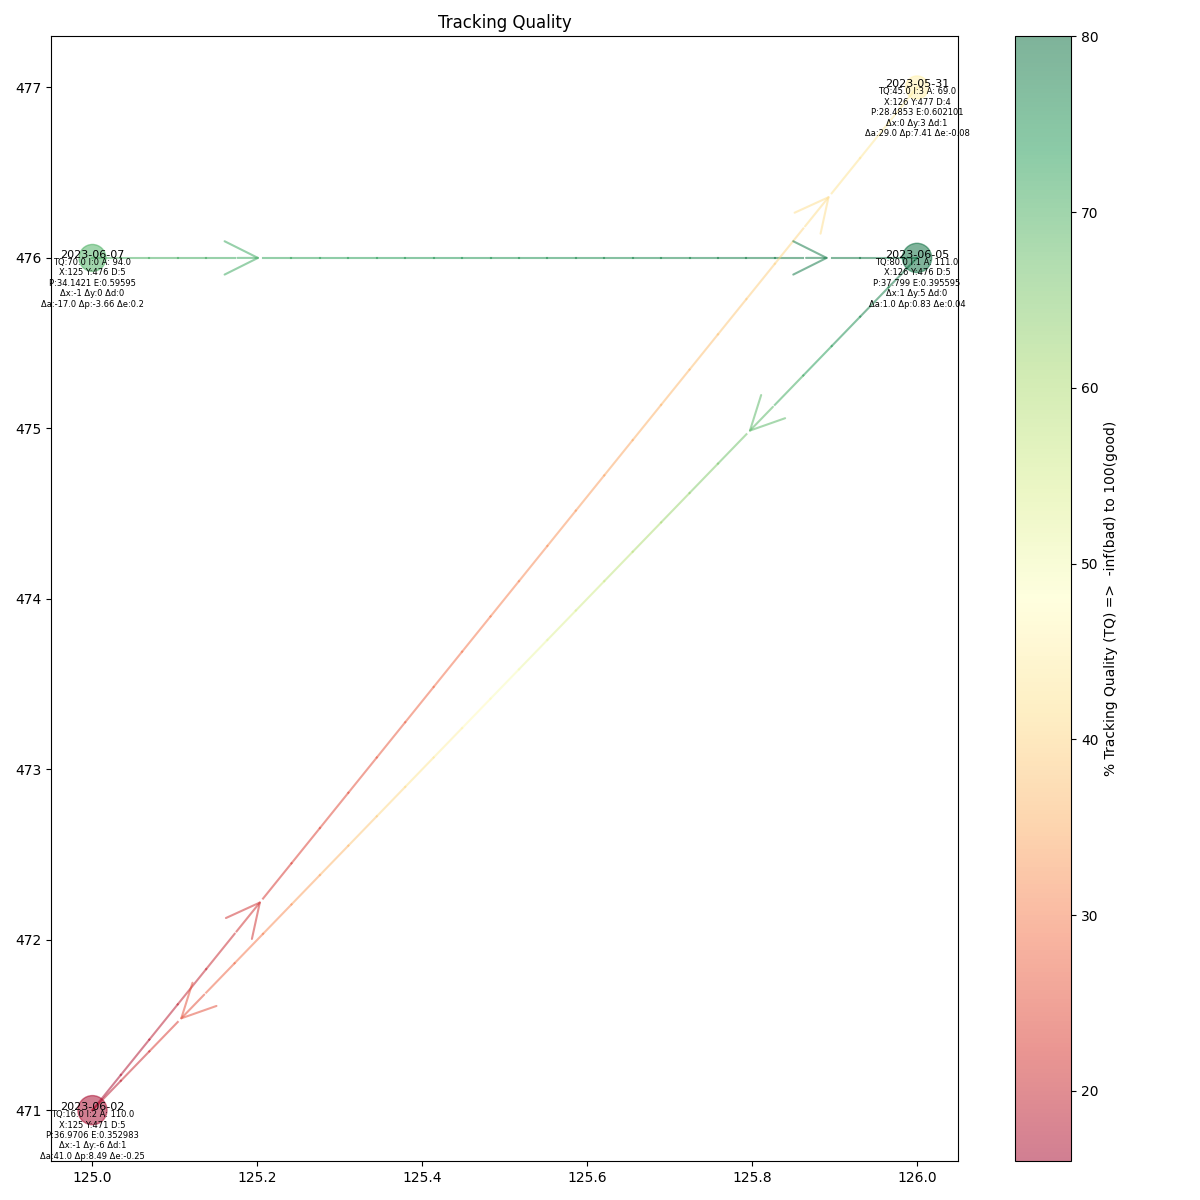 Tracking Quality
477
476
475
474
473
472
471
125.0
125.2
125.4
125.6
125.8
126.0
2023-05-31
TQ:45.0 I:3 A: 69.0
X:126 Y:477 D:4
P:28.4853 E:0.602101
Δx:0 Δy:3 Δd:1
Δa:29.0 Δp:7.41 Δe:-0.08
2023-06-07
TQ:70.0 I:0 A: 94.0
X:125 Y:476 D:5
P:34.1421 E:0.59595
Δx:-1 Δy:0 Δd:0
Δa:-17.0 Δp:-3.66 Δe:0.2
2023-06-05
TQ:80.0 I:1 A: 111.0
X:126 Y:476 D:5
P:37.799 E:0.395595
Δx:1 Δy:5 Δd:0
Δa:1.0 Δp:0.83 Δe:0.04
2023-06-02
TQ:16.0 I:2 A: 110.0
X:125 Y:471 D:5
P:36.9706 E:0.352983
Δx:-1 Δy:-6 Δd:1
Δa:41.0 Δp:8.49 Δe:-0.25
80
70
60
50
40
30
20
% Tracking Quality (TQ) => -inf(bad) to 100(good)